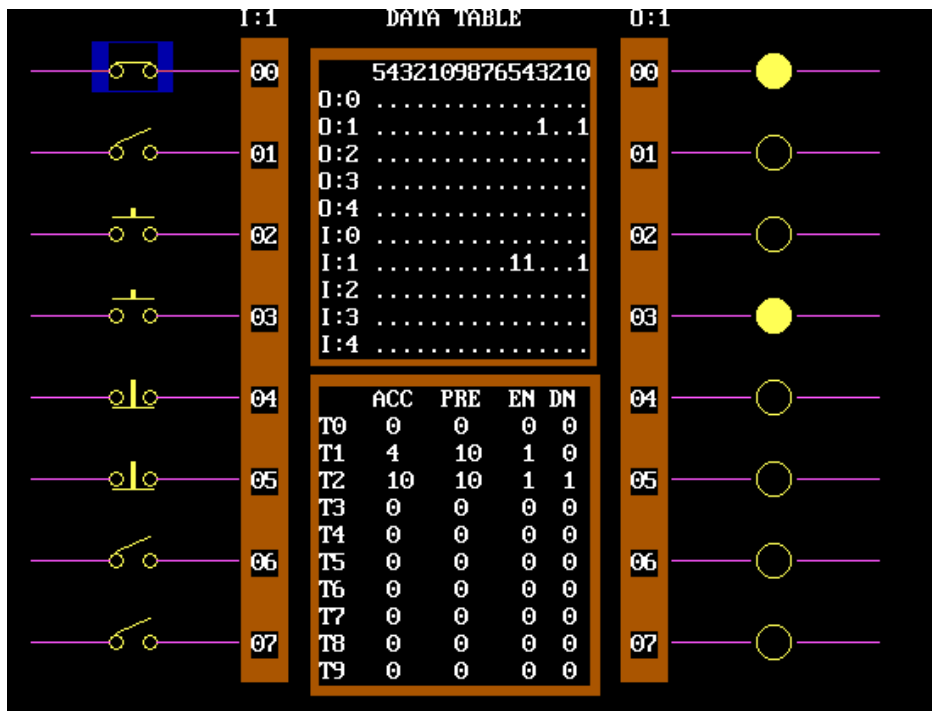 I:1
00
01
02
03
04
05
06
07
DATA TABLE
5432109876543210
O:0 ................
O:1 ............1..1
O:2 ................
O:3 ................
O:4 ................
I:0 ................
I:1 ..........11...1
I:2 ................
I:3 ................
I:4 ................
ACC PRE EN DN
T0 0 0 0 0
T1 4 10 1 0
T2 10 10 1 1
T3 0 0 0 0
T4 0 0 0 0
T5 0 0 0 0
T6 0 0 0 0
T7 0 0 0 0
T8 0 0 0 0
T9 0 0 0 0
O:1
00
01
02
03
04
05
06
07